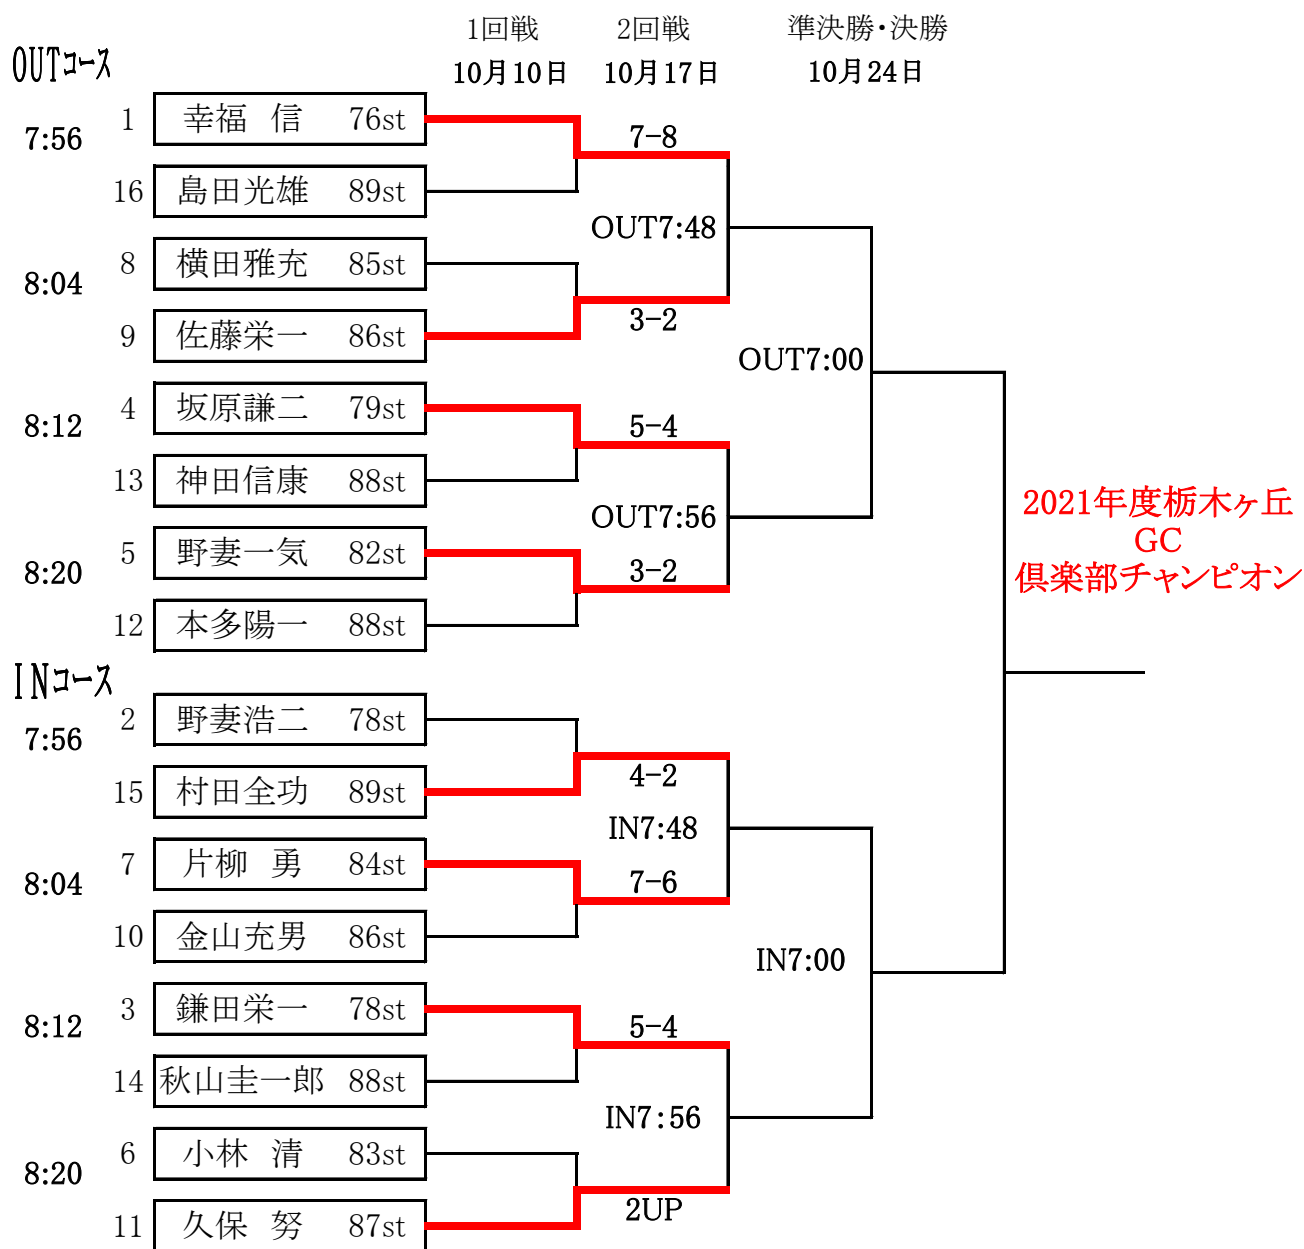 1回戦 2回戦 準決勝・決勝
OUTコース
10月10日 10月17日 10月24日
1 幸福 信 76st
7:56
7-8
16 島田光雄 89st
OUT7:48
8 横田雅充 85st
8:04
3-2
9 佐藤栄一 86st
OUT7:00
4 坂原謙二 79st
8:12
5-4
13 神田信康 88st
2021年度栃木ヶ丘
GC
倶楽部チャンピオン
OUT7:56
5 野妻一気 82st
8:20
3-2
12 本多陽一 88st
INコース
2 野妻浩二 78st
7:56
4-2
15 村田全功 89st
IN7:48
7 片柳 勇 84st
8:04
7-6
10 金山充男 86st
IN7:00
3 鎌田栄一 78st
8:12
5-4
14 秋山圭一郎 88st
IN7:56
6 小林 清 83st
8:20
2UP
11 久保 努 87st